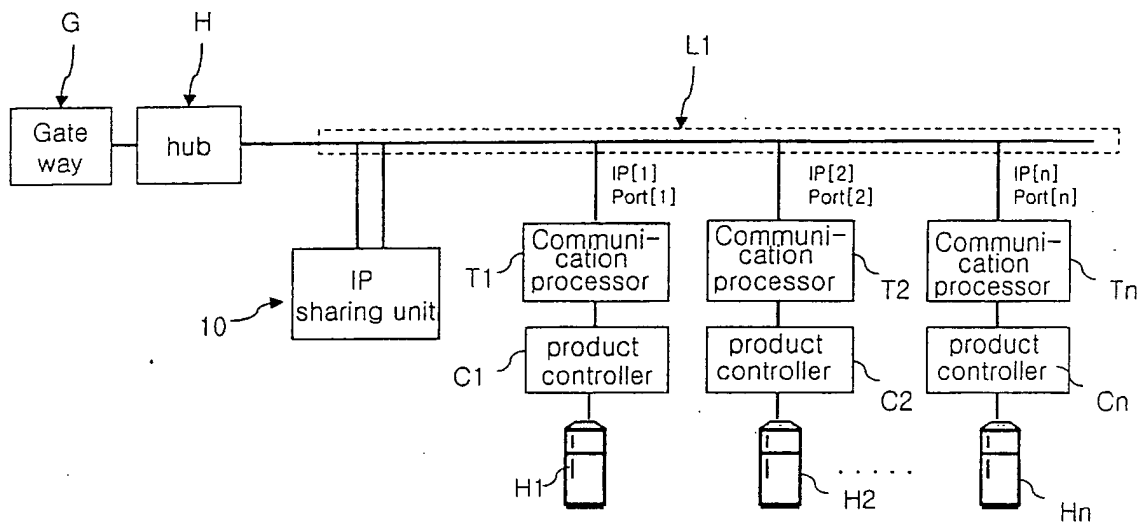 G
H
L1
Gate
way
hub
IP[1]
Port[1]
IP[2]
Port[2]
IP[n]
Port[n]
IP
sharing unit
10
Communi-
cation
processor
T1
Communi-
cation
processor
T2
Communi-
cation
processor
Tn
product
controller
C1
product
controller
C2
product
controller
Cn
H1
H2
.....
Hn